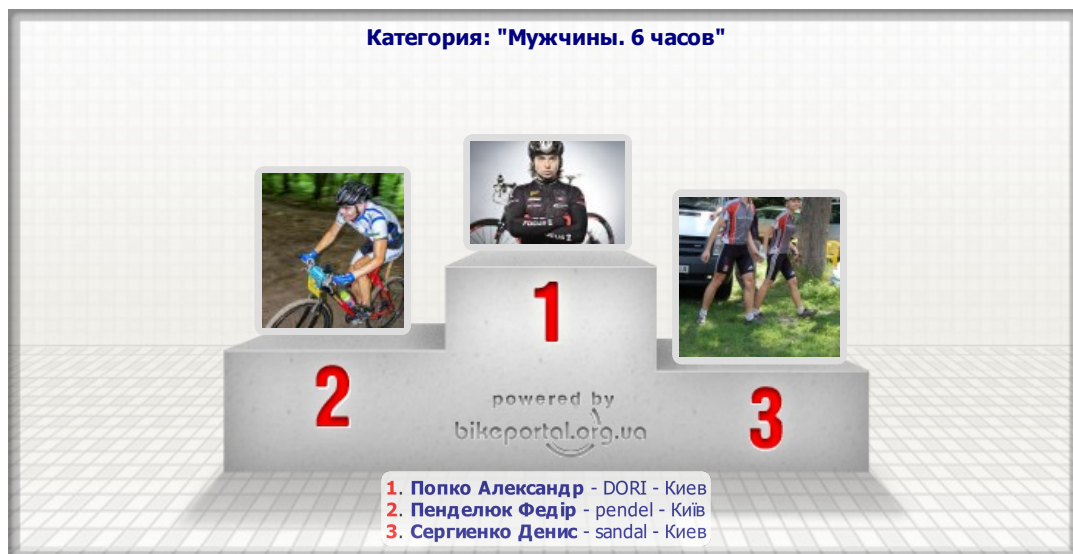 Категория: "Мужчины. 6 часов"
FOCUS
1
2
3
powered by
bikeportal.org.ua
1. Попко Александр - DORI - Киев
2. Пенделюк Федір - pendel - Київ
3. Сергиенко Денис - sandal - Киев